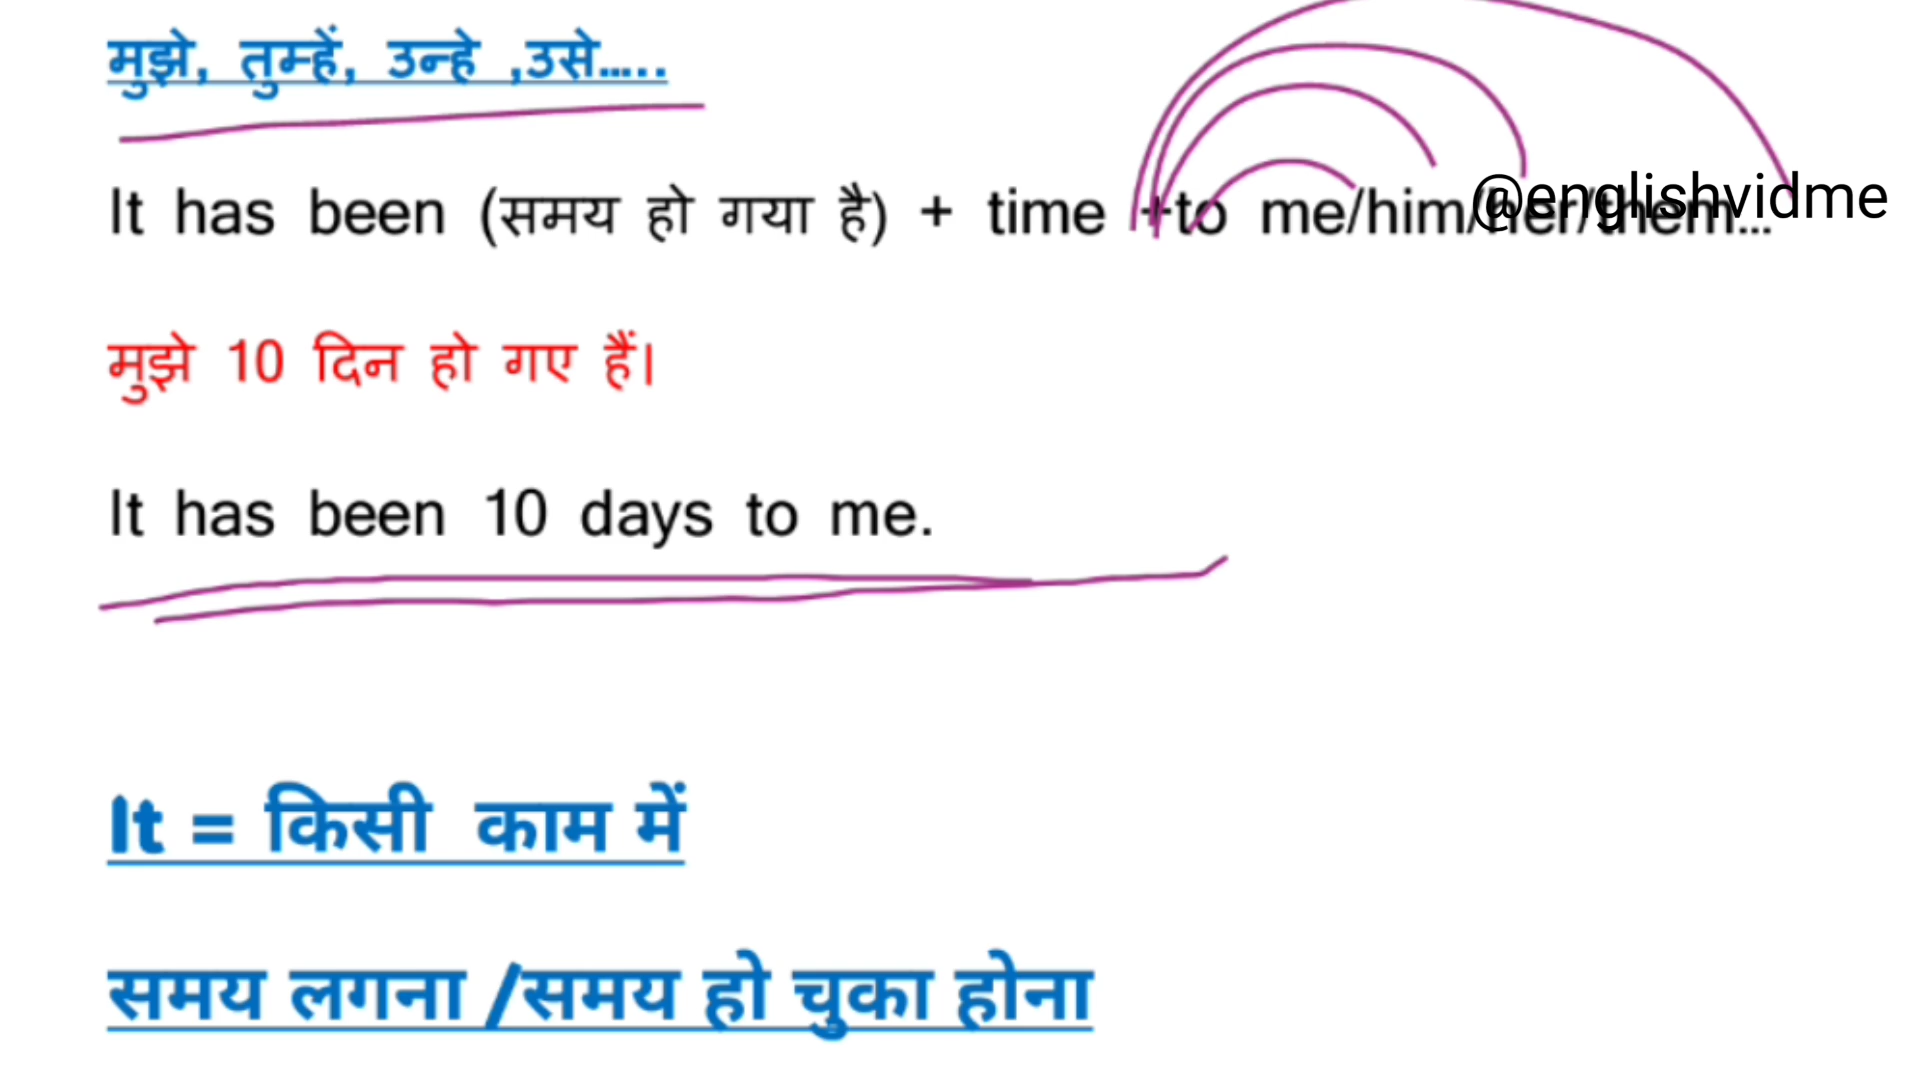 मुझे, तुम्हें, उन्हे ,उसे.....
It has been (समय हो गया है) + time +to me/him/her/them...
@englishvidme
मुझे 10 दिन हो गए हैं।
It has been 10 days to me.
It = किसी काम में
समय लगना /समय हो चुका होना